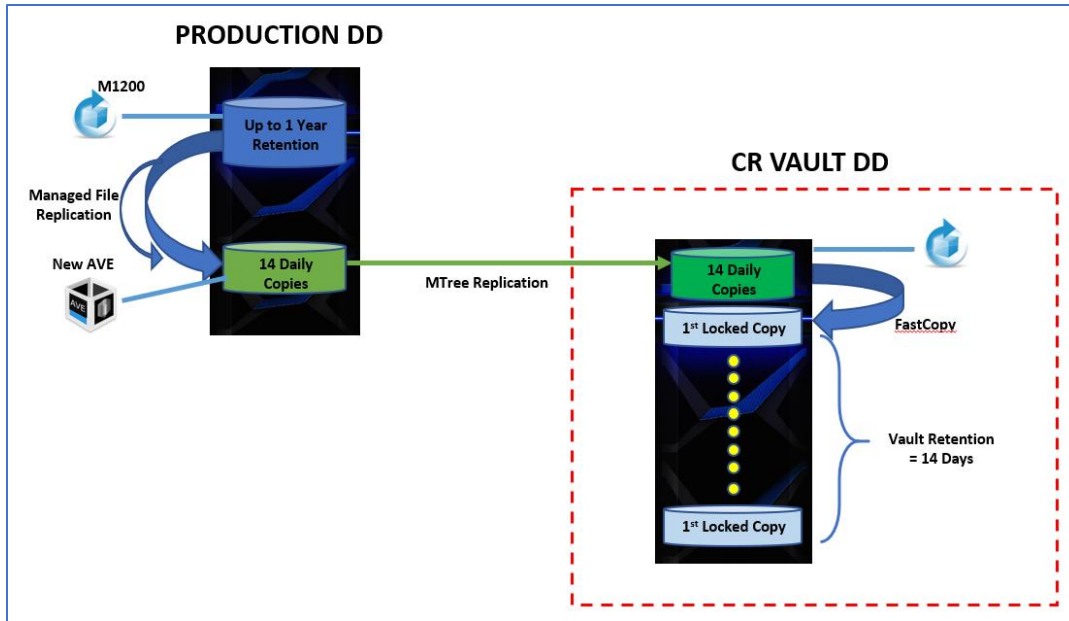 PRODUCTION DD
M1200
Up to 1 Year
Retention
Managed File
Replication
New AVE
AVE
14 Daily
Copies
MTree Replication
CR VAULT DD
14 Daily
Copies
FastCopy
1st Locked Copy
Vault Retention
= 14 Days
1st Locked Copy